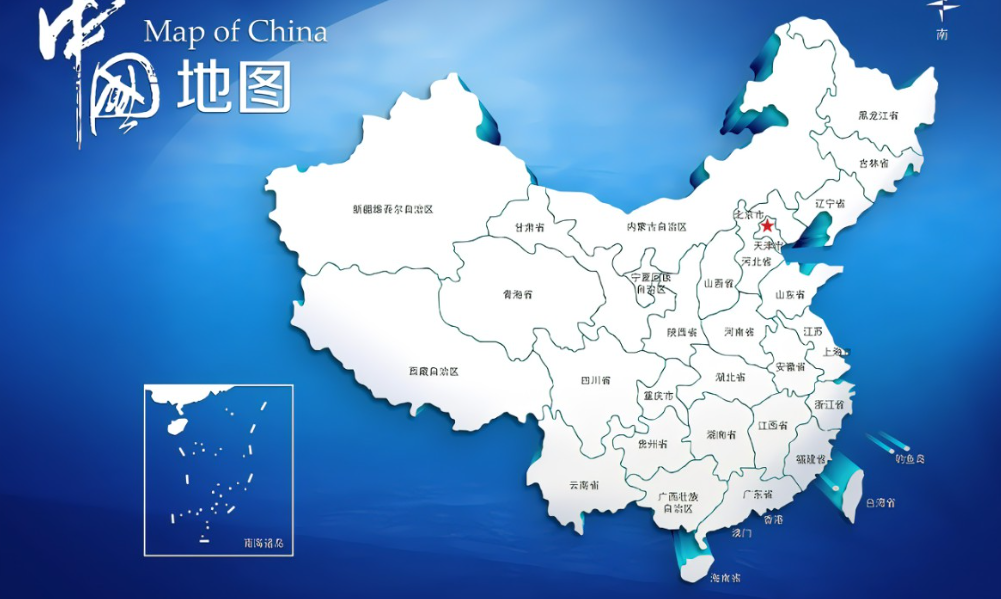 中国
Map of China
地图
南
黑龙江省
吉林省
辽宁省
新疆维吾尔自治区
甘肃省
内蒙古自治区
北京市
天津市
河北省
宁夏回族
自治区
山西省
青海省
山东省
陕西省
河南省
江苏
上海
西藏自治区
四川省
重庆市
湖北省
安徽省
浙江省
贵州省
湖南省
江西省
福建省
钓鱼岛
云南省
广西壮族
自治区
广东省
香港
澳门
台湾省
海南省
南海诸岛